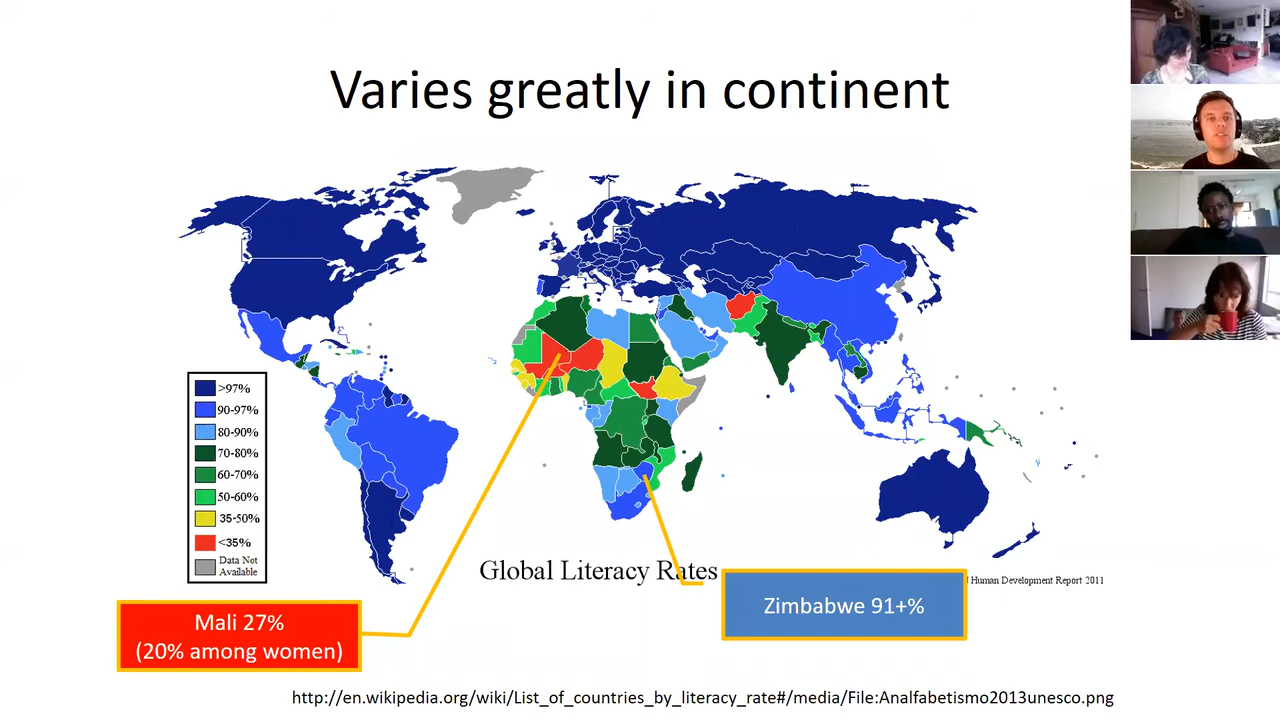 Varies greatly in continent
>97%
90-97%
80-90%
70-80%
60-70%
50-60%
35-50%
<35%
Data Not
Available
Global Literacy Rates
Human Development Report 2011
Zimbabwe 91+%
Mali 27%
(20% among women)
http://en.wikipedia.org/wiki/List_of_countries_by_literacy_rate#/media/File:Analfabetismo2013unesco.png